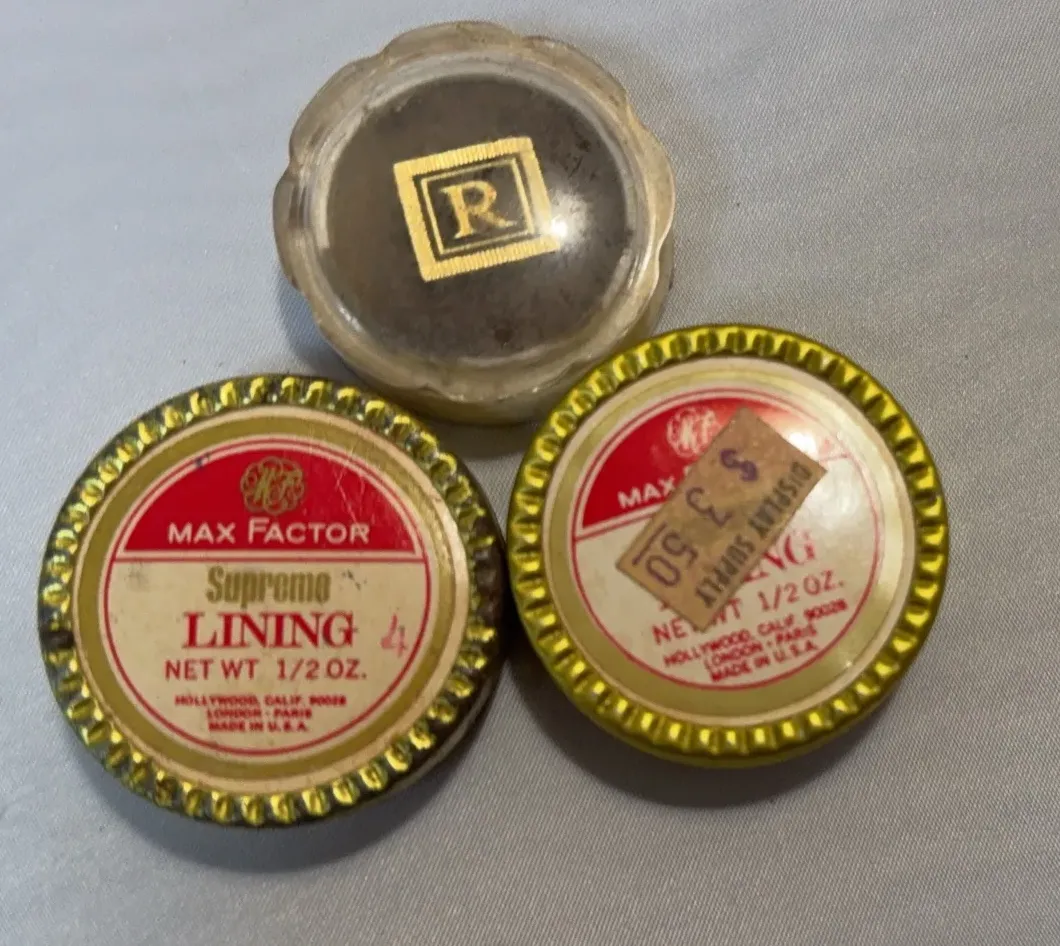 R
MF
MAX FACTOR
Supreme
LINING
4
NET WT 1/2 OZ.
HOLLYWOOD, CALIF. 90028
LONDON · PARIS
MADE IN U.S.A.
MF
MAX
DISPLAY SUPPLY
$ 3 50
NET WT 1/2 OZ.
HOLLYWOOD, CALIF. 90028
LONDON · PARIS
MADE IN U.S.A.